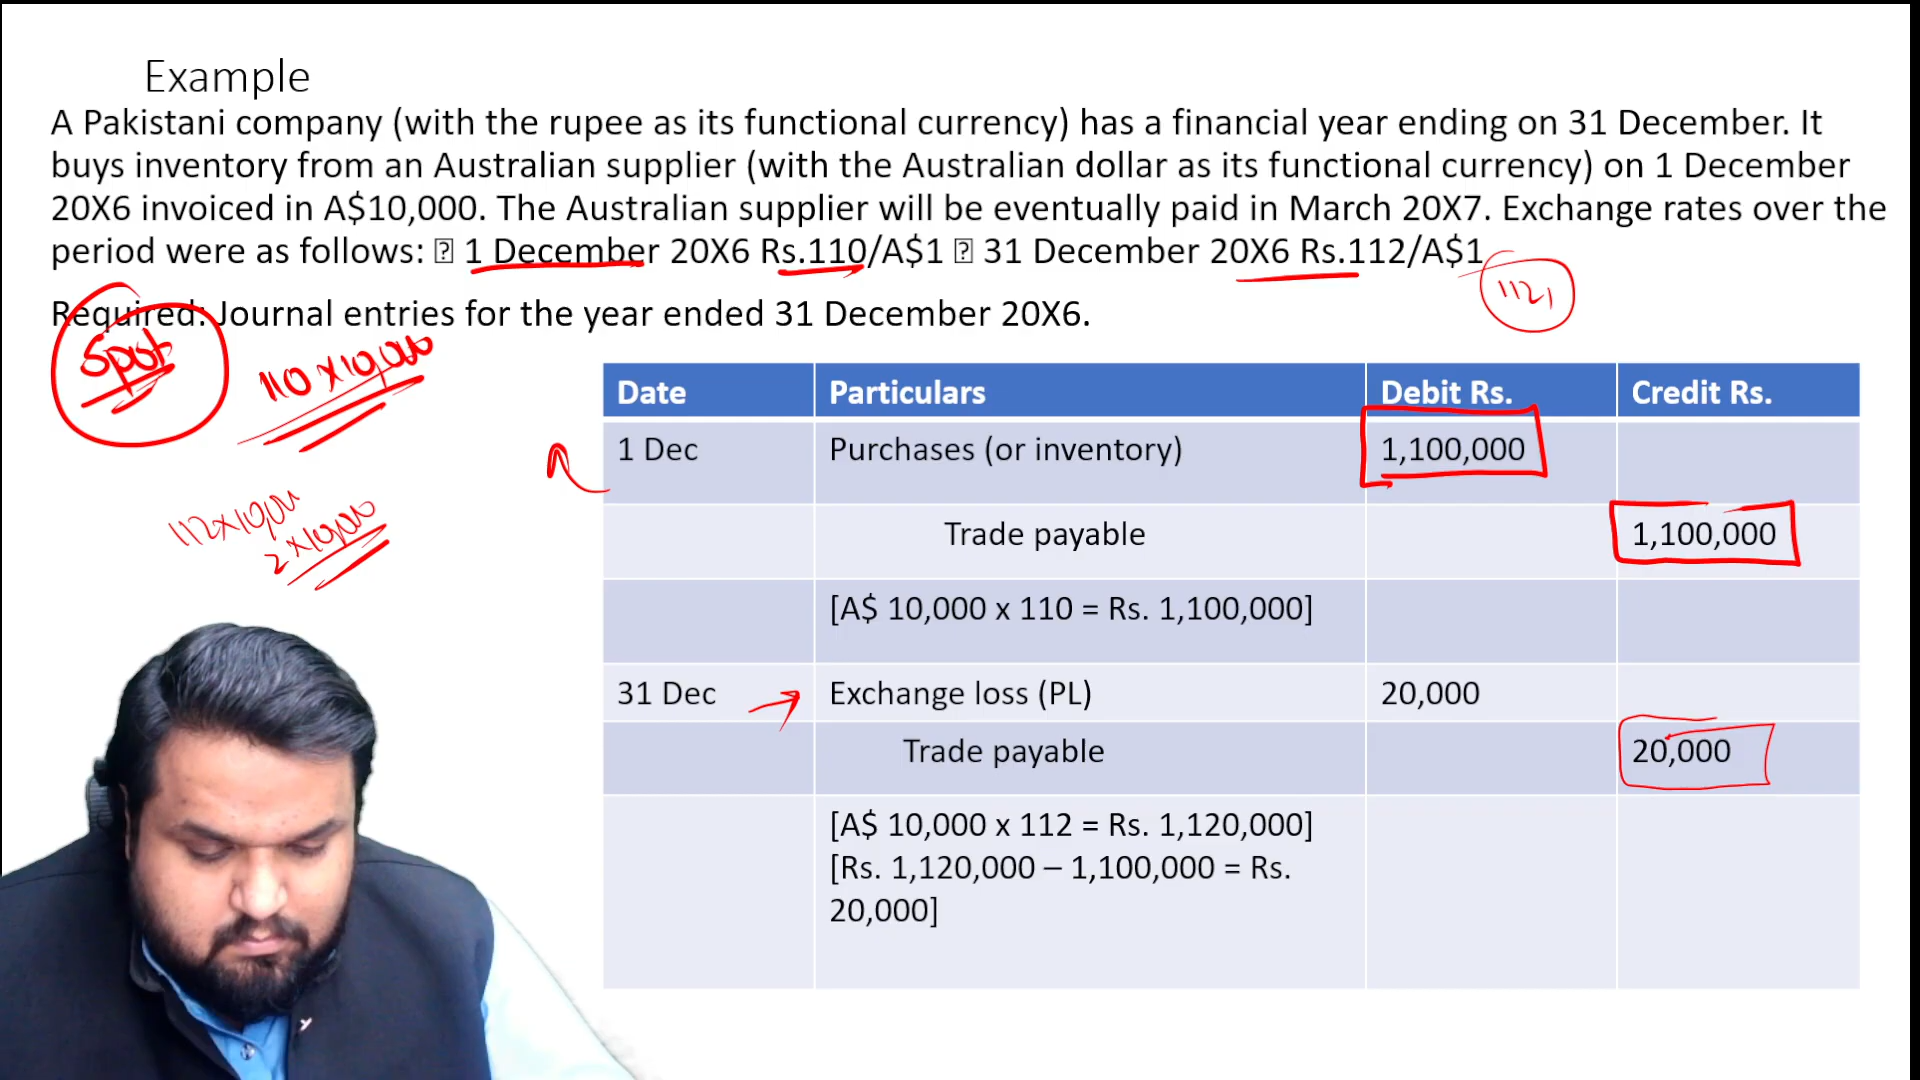 Example
A Pakistani company (with the rupee as its functional currency) has a financial year ending on 31 December. It
buys inventory from an Australian supplier (with the Australian dollar as its functional currency) on 1 December
20X6 invoiced in A$10,000. The Australian supplier will be eventually paid in March 20X7. Exchange rates over the
period were as follows: 1 December 20X6 Rs.110/A$1 31 December 20X6 Rs.112/A$1
112
Required: Journal entries for the year ended 31 December 20X6.
Spot
110 x 10,000
112x10,00
2 x 10,000
Date Particulars Debit Rs. Credit Rs.
1 Dec Purchases (or inventory) 1,100,000
Trade payable 1,100,000
[A$ 10,000 x 110 = Rs. 1,100,000]
31 Dec Exchange loss (PL) 20,000
Trade payable 20,000
[A$ 10,000 x 112 = Rs. 1,120,000]
[Rs. 1,120,000 – 1,100,000 = Rs.
20,000]